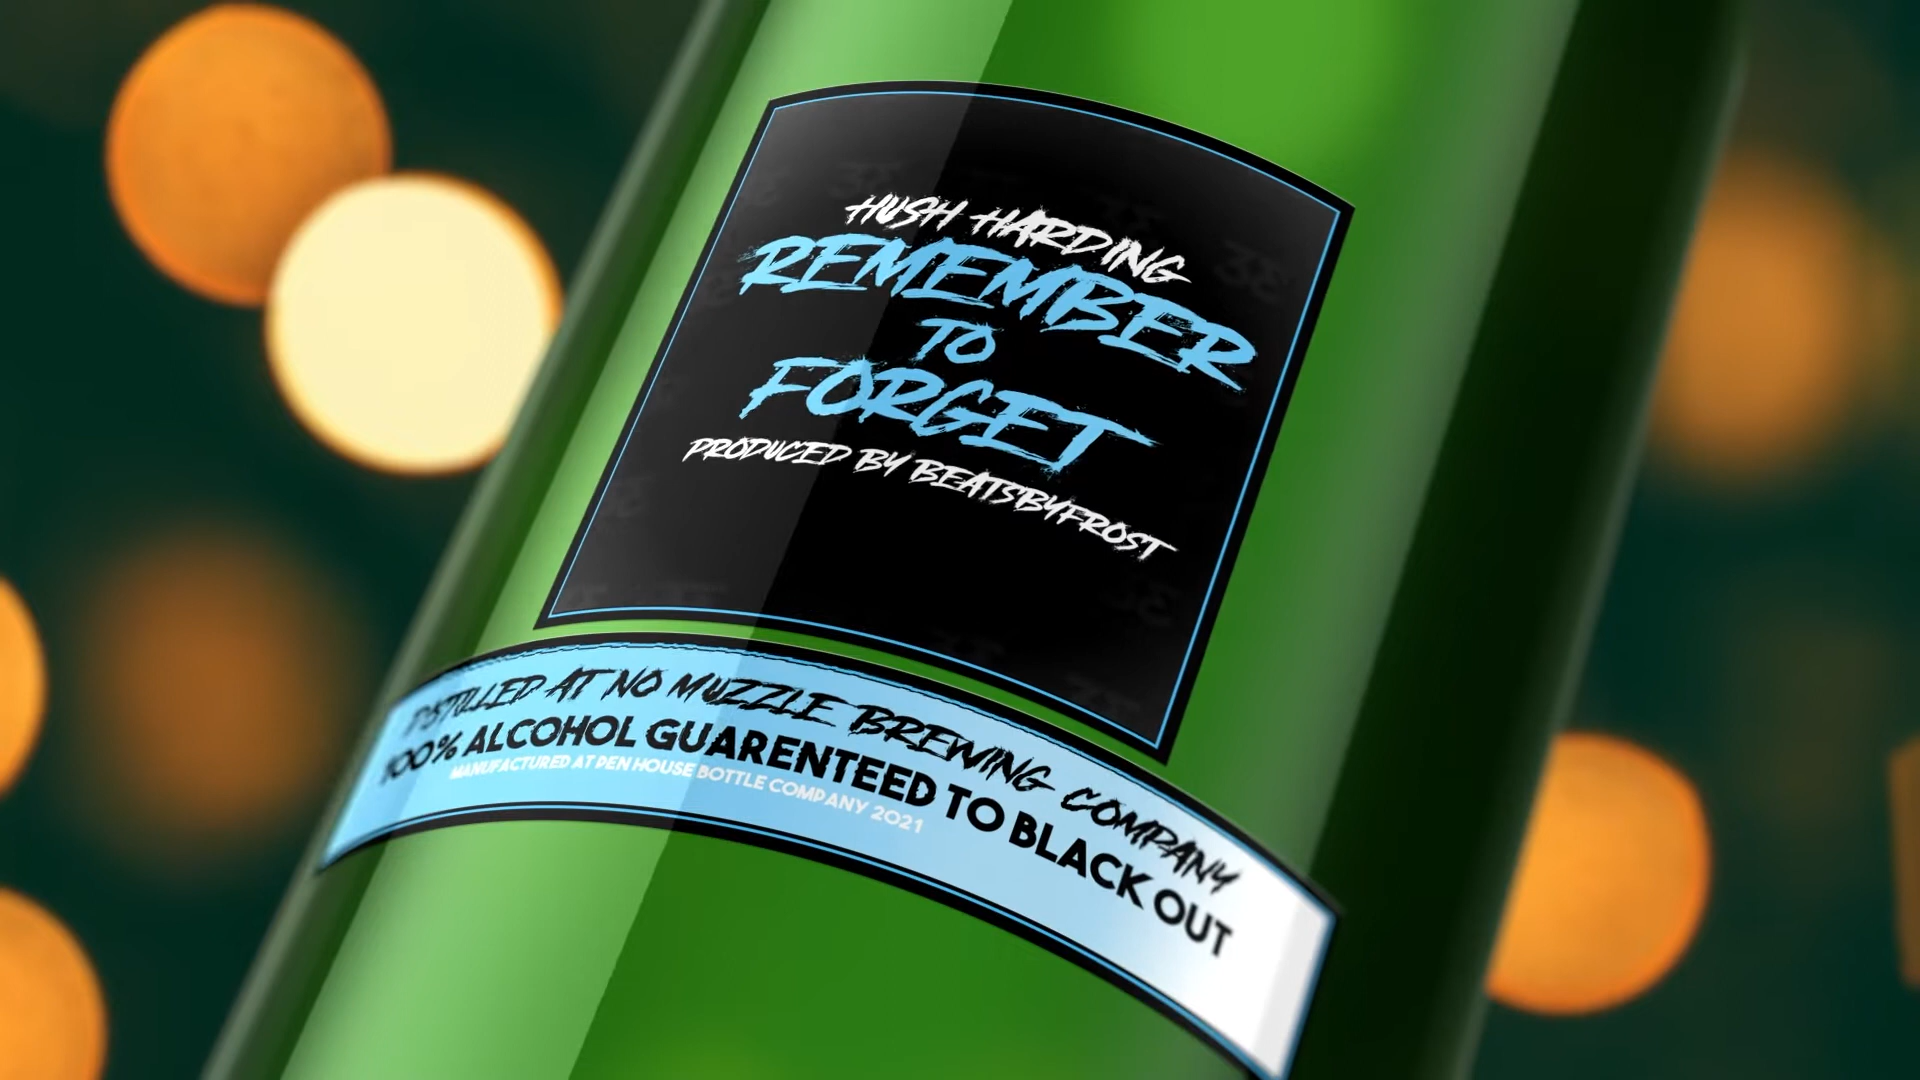 HUSH HARDING
REMEMBER
TO
FORGET
PRODUCED BY BEATSBYFROST
DISTILLED AT NO MUZZLE BREWING COMPANY
100% ALCOHOL GUARENTEED TO BLACK OUT
MANUFACTURED AT DEN HOUSE BOTTLE COMPANY 2021